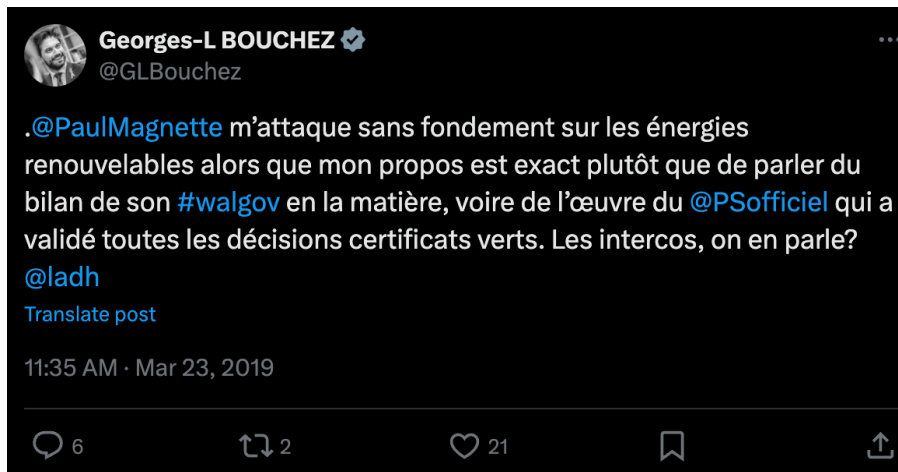 Georges-L BOUCHEZ
@GLBouchez
.@PaulMagnette m’attaque sans fondement sur les énergies
renouvelables alors que mon propos est exact plutôt que de parler du
bilan de son #walgov en la matière, voire de l’œuvre du @PSofficiel qui a
validé toutes les décisions certificats verts. Les intercos, on en parle?
@ladh
Translate post
11:35 AM · Mar 23, 2019
6 2 21